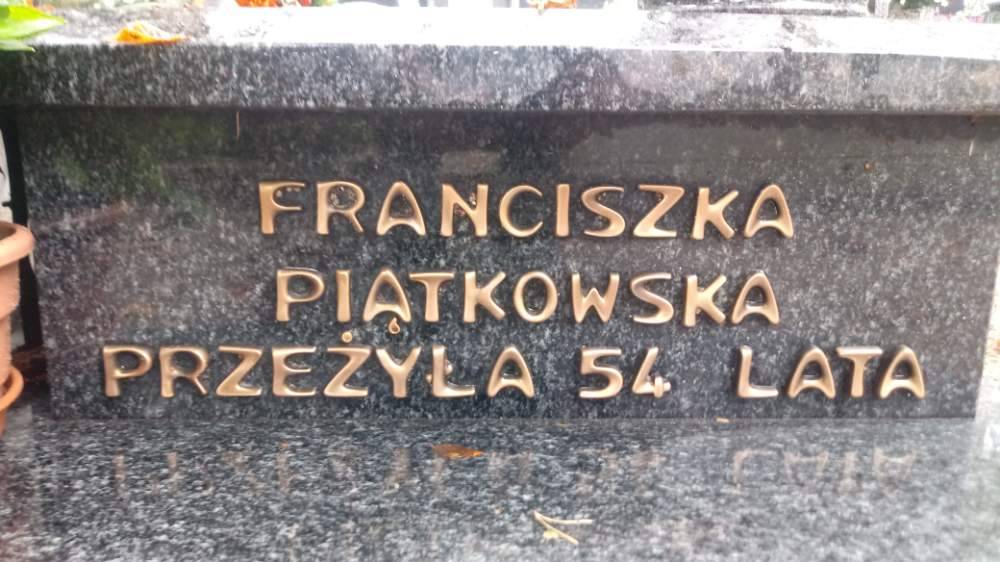 FRANCISZKA
PIĄTKOWSKA
PRZEŻYŁA 54 LATA